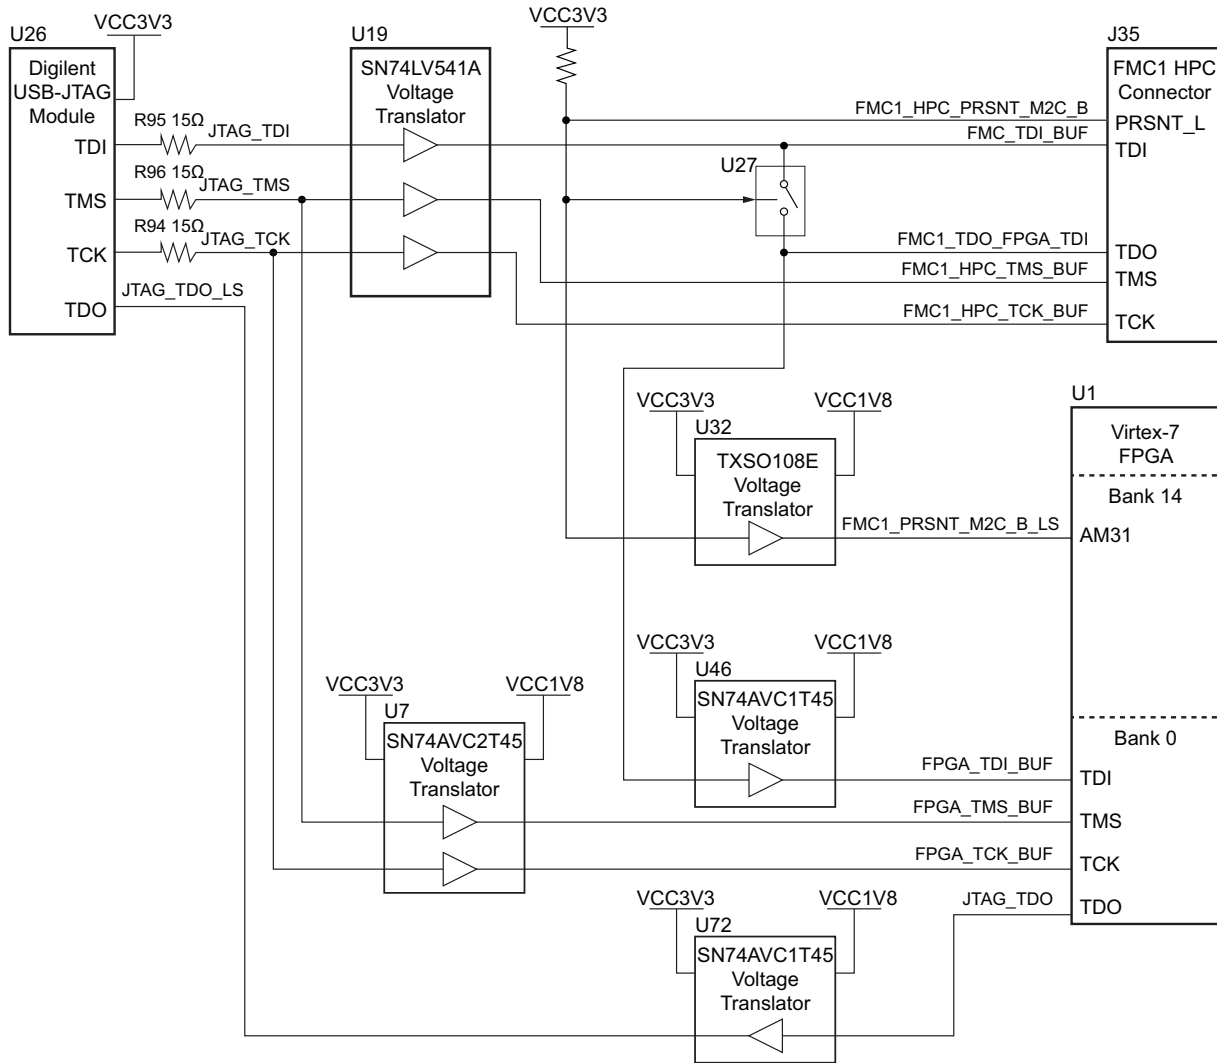 U26
VCC3V3
Digilent
USB-JTAG
Module
TDI
TMS
TCK
TDO
R95 15Ω
JTAG_TDI
R96 15Ω
JTAG_TMS
R94 15Ω
JTAG_TCK
JTAG_TDO_LS
U19
SN74LV541A
Voltage
Translator
VCC3V3
U27
FMC1_HPC_PRSNT_M2C_B
FMC_TDI_BUF
FMC1_TDO_FPGA_TDI
FMC1_HPC_TMS_BUF
FMC1_HPC_TCK_BUF
J35
FMC1 HPC
Connector
PRSNT_L
TDI
TDO
TMS
TCK
VCC3V3
VCC1V8
U32
TXSO108E
Voltage
Translator
FMC1_PRSNT_M2C_B_LS
U1
Virtex-7
FPGA
Bank 14
AM31
VCC3V3
VCC1V8
U46
SN74AVC1T45
Voltage
Translator
VCC3V3
VCC1V8
U7
SN74AVC2T45
Voltage
Translator
Bank 0
FPGA_TDI_BUF
TDI
FPGA_TMS_BUF
TMS
FPGA_TCK_BUF
TCK
JTAG_TDO
TDO
VCC3V3
VCC1V8
U72
SN74AVC1T45
Voltage
Translator